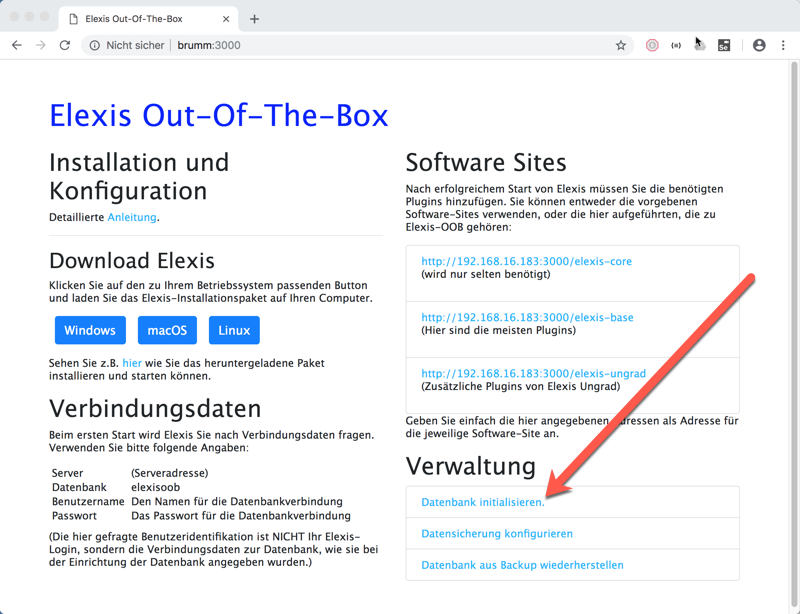 Elexis Out-Of-The-Box
Nicht sicher | brumm:3000
Se
Elexis Out-Of-The-Box
Installation und
Konfiguration
Detaillierte Anleitung.
Download Elexis
Klicken Sie auf den zu Ihrem Betriebssystem passenden Button
und laden Sie das Elexis-Installationspaket auf Ihren Computer.
Windows macOS Linux
Sehen Sie z.B. hier wie Sie das heruntergeladene Paket
installieren und starten können.
Verbindungsdaten
Beim ersten Start wird Elexis Sie nach Verbindungsdaten fragen.
Verwenden Sie bitte folgende Angaben:
Server (Serveradresse)
Datenbank elexisoob
Benutzername Den Namen für die Datenbankverbindung
Passwort Das Passwort für die Datenbankverbindung
(Die hier gefragte Benutzeridentifikation ist NICHT Ihr Elexis-
Login, sondern die Verbindungsdaten zur Datenbank, wie sie bei
der Einrichtung der Datenbank angegeben wurden.)
Software Sites
Nach erfolgreichem Start von Elexis müssen Sie die benötigten
Plugins hinzufügen. Sie können entweder die vorgebenen
Software-Sites verwenden, oder die hier aufgeführten, die zu
Elexis-OOB gehören:
http://192.168.16.183:3000/elexis-core
(wird nur selten benötigt)
http://192.168.16.183:3000/elexis-base
(Hier sind die meisten Plugins)
http://192.168.16.183:3000/elexis-ungrad
(Zusätzliche Plugins von Elexis Ungrad)
Geben Sie einfach die hier angegebenen Adressen als Adresse für
die jeweilige Software-Site an.
Verwaltung
Datenbank initialisieren.
Datensicherung konfigurieren
Datenbank aus Backup wiederherstellen